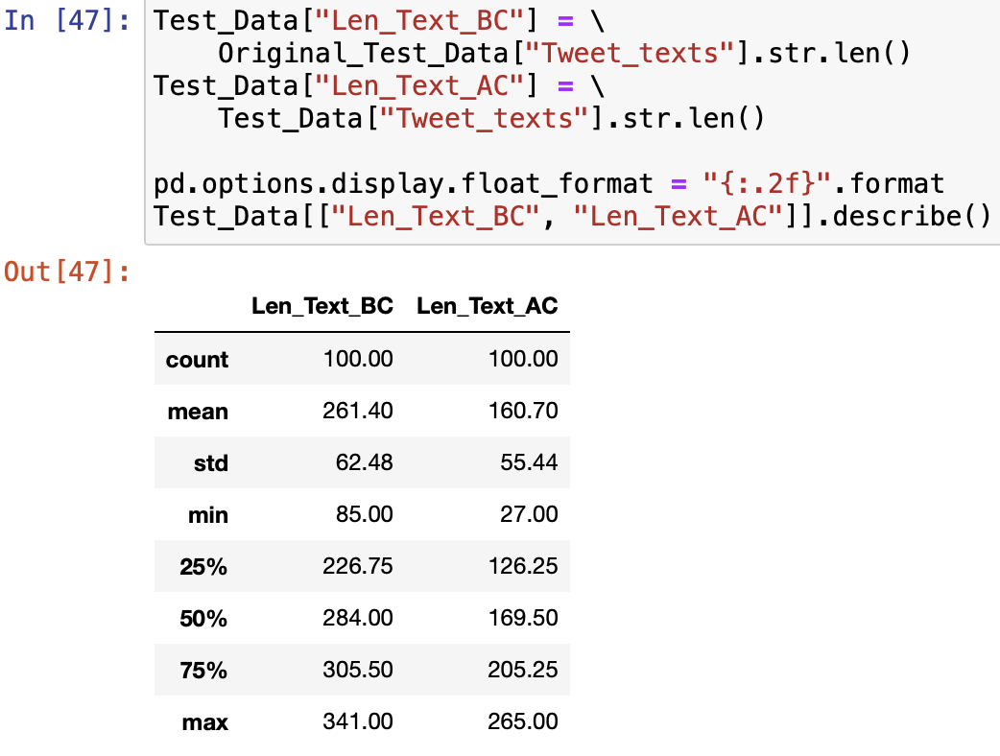 In [47]: Test_Data["Len_Text_BC"] = \
Original_Test_Data["Tweet_texts"].str.len()
Test_Data["Len_Text_AC"] = \
Test_Data["Tweet_texts"].str.len()
pd.options.display.float_format = "{:.2f}".format
Test_Data[["Len_Text_BC", "Len_Text_AC"]].describe()
Out[47]:
Len_Text_BC Len_Text_AC
count 100.00 100.00
mean 261.40 160.70
std 62.48 55.44
min 85.00 27.00
25% 226.75 126.25
50% 284.00 169.50
75% 305.50 205.25
max 341.00 265.00